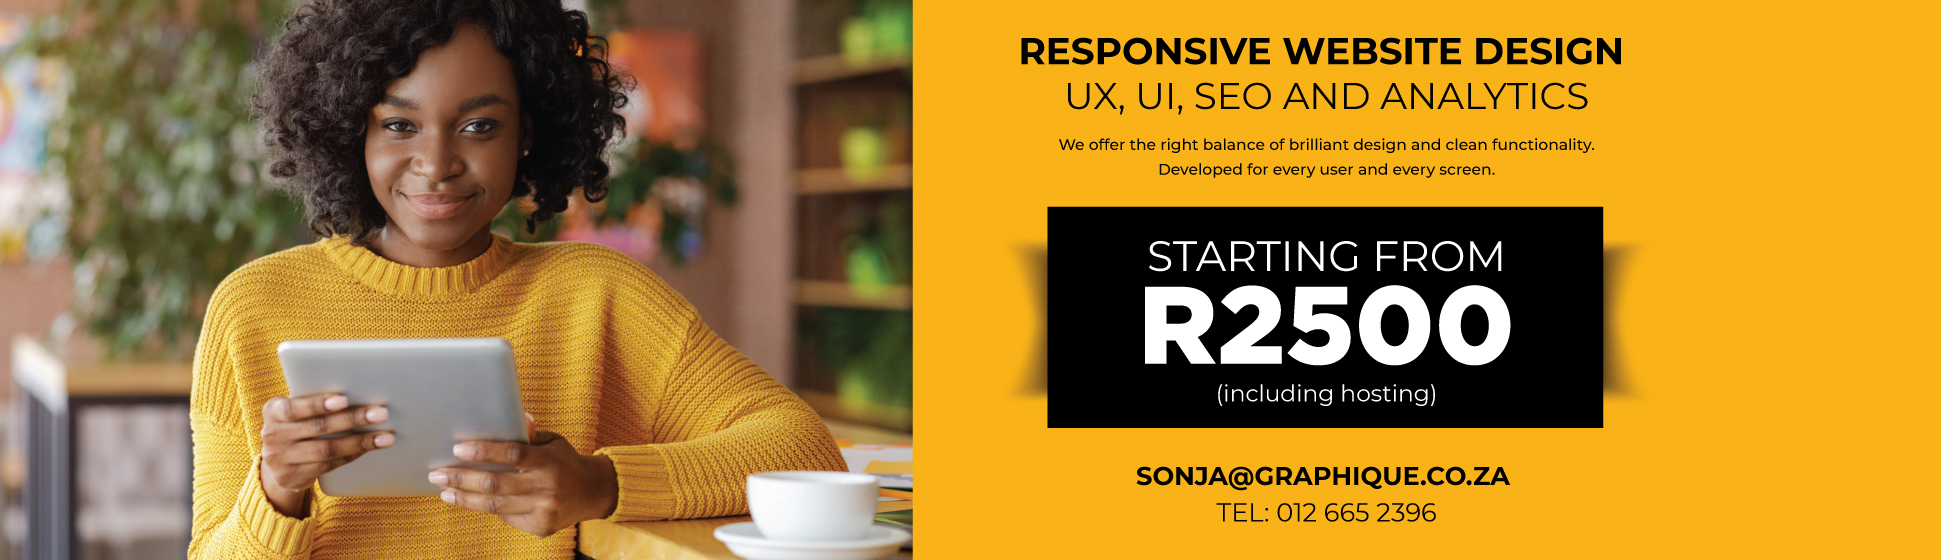 RESPONSIVE WEBSITE DESIGN
UX, UI, SEO AND ANALYTICS
We offer the right balance of brilliant design and clean functionality.
Developed for every user and every screen.
STARTING FROM
R2500
(including hosting)
SONJA@GRAPHIQUE.CO.ZA
TEL: 012 665 2396